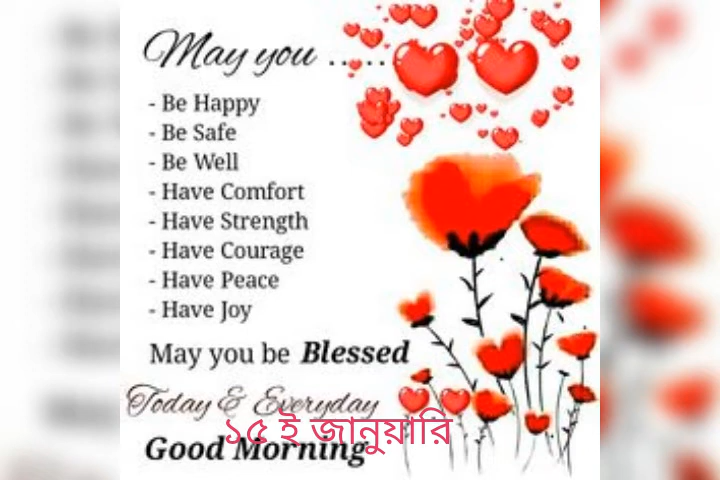 May you .....
- Be Happy
- Be Safe
- Be Well
- Have Comfort
- Have Strength
- Have Courage
- Have Peace
- Have Joy
May you be Blessed
Today & Everyday
১৫ ই জানুয়ারি
Good Morning